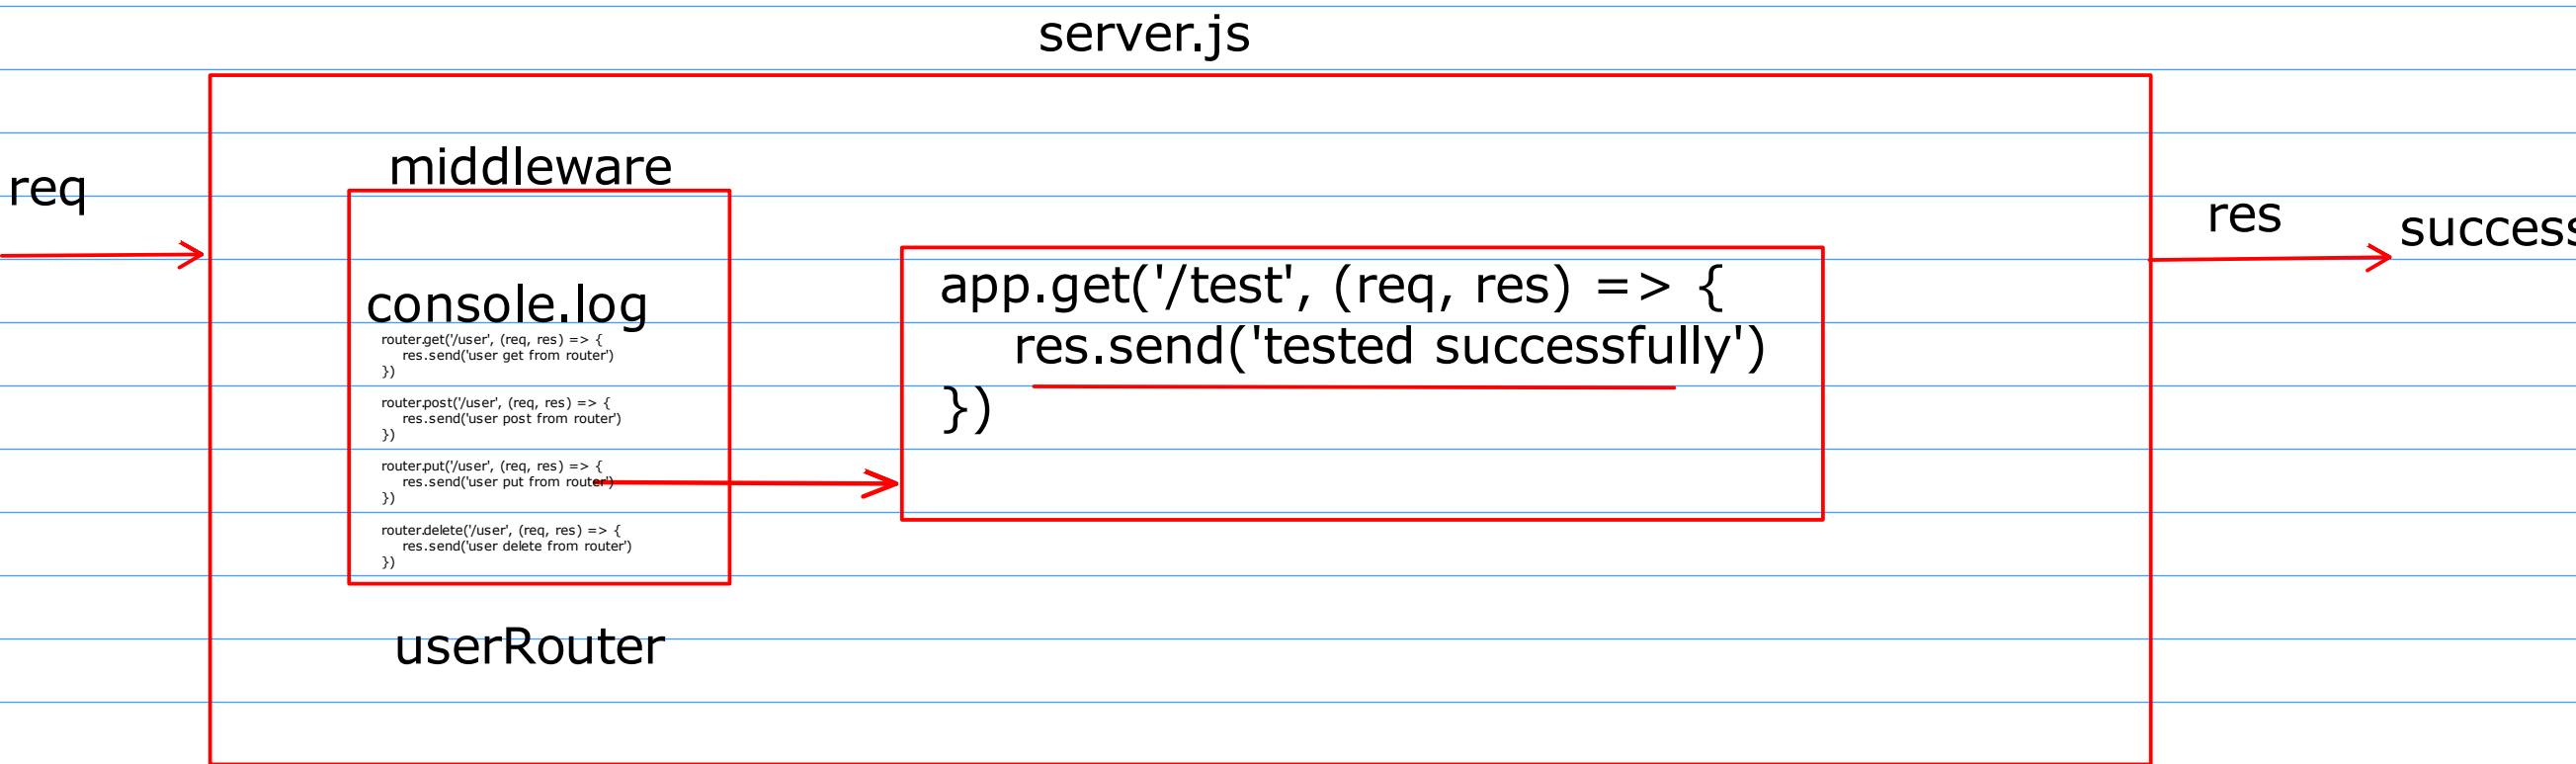 server.js
req
middleware
console.log
router.get('/user', (req, res) => {
res.send('user get from router')
})
router.post('/user', (req, res) => {
res.send('user post from router')
})
router.put('/user', (req, res) => {
res.send('user put from router')
})
router.delete('/user', (req, res) => {
res.send('user delete from router')
})
userRouter
app.get('/test', (req, res) => {
res.send('tested successfully')
})
res
success